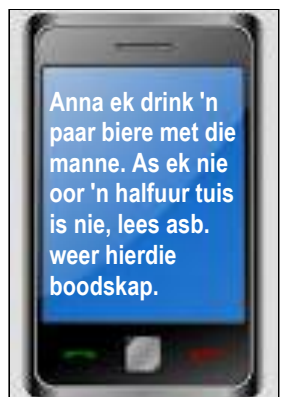 Anna ek drink 'n
paar biere met die
manne. As ek nie
oor 'n halfuur tuis
is nie, lees asb.
weer hierdie
boodskap.